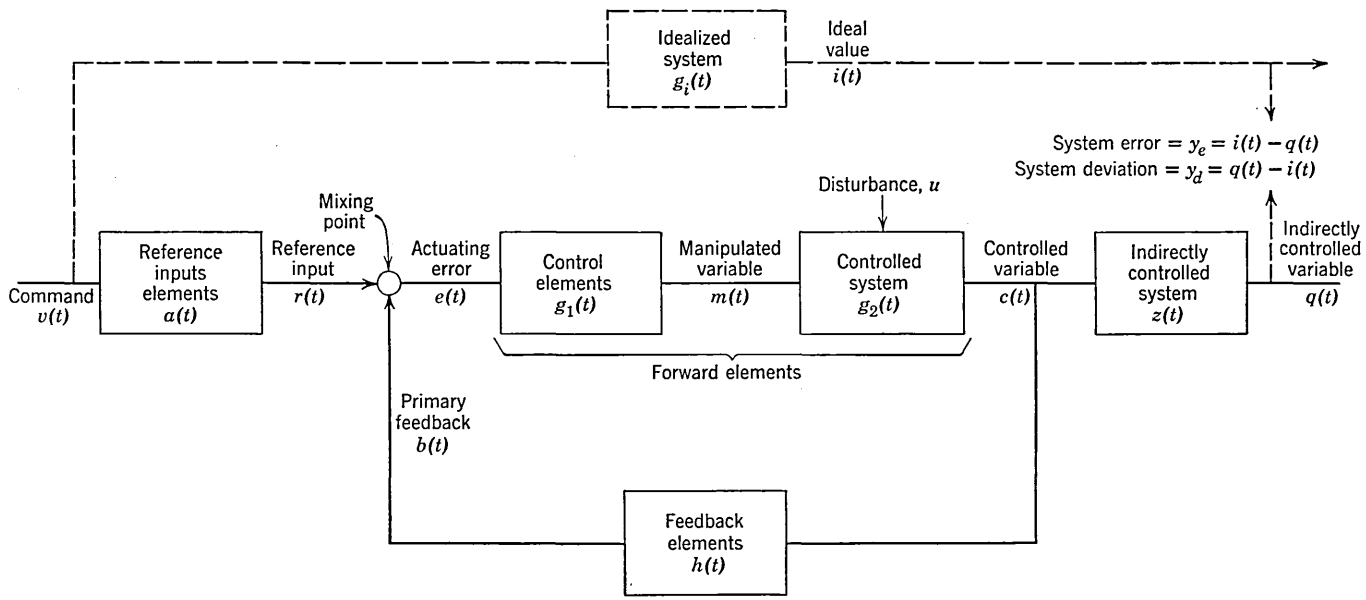 Idealized
system
g_i(t)
Ideal
value
i(t)
System error = y_e = i(t) − q(t)
System deviation = y_d = q(t) − i(t)
Disturbance, u
Mixing
point
Command
v(t)
Reference
inputs
elements
a(t)
Reference
input
r(t)
Actuating
error
e(t)
Control
elements
g_1(t)
Manipulated
variable
m(t)
Controlled
system
g_2(t)
Controlled
variable
c(t)
Indirectly
controlled
system
z(t)
Indirectly
controlled
variable
q(t)
Forward elements
Primary
feedback
b(t)
Feedback
elements
h(t)